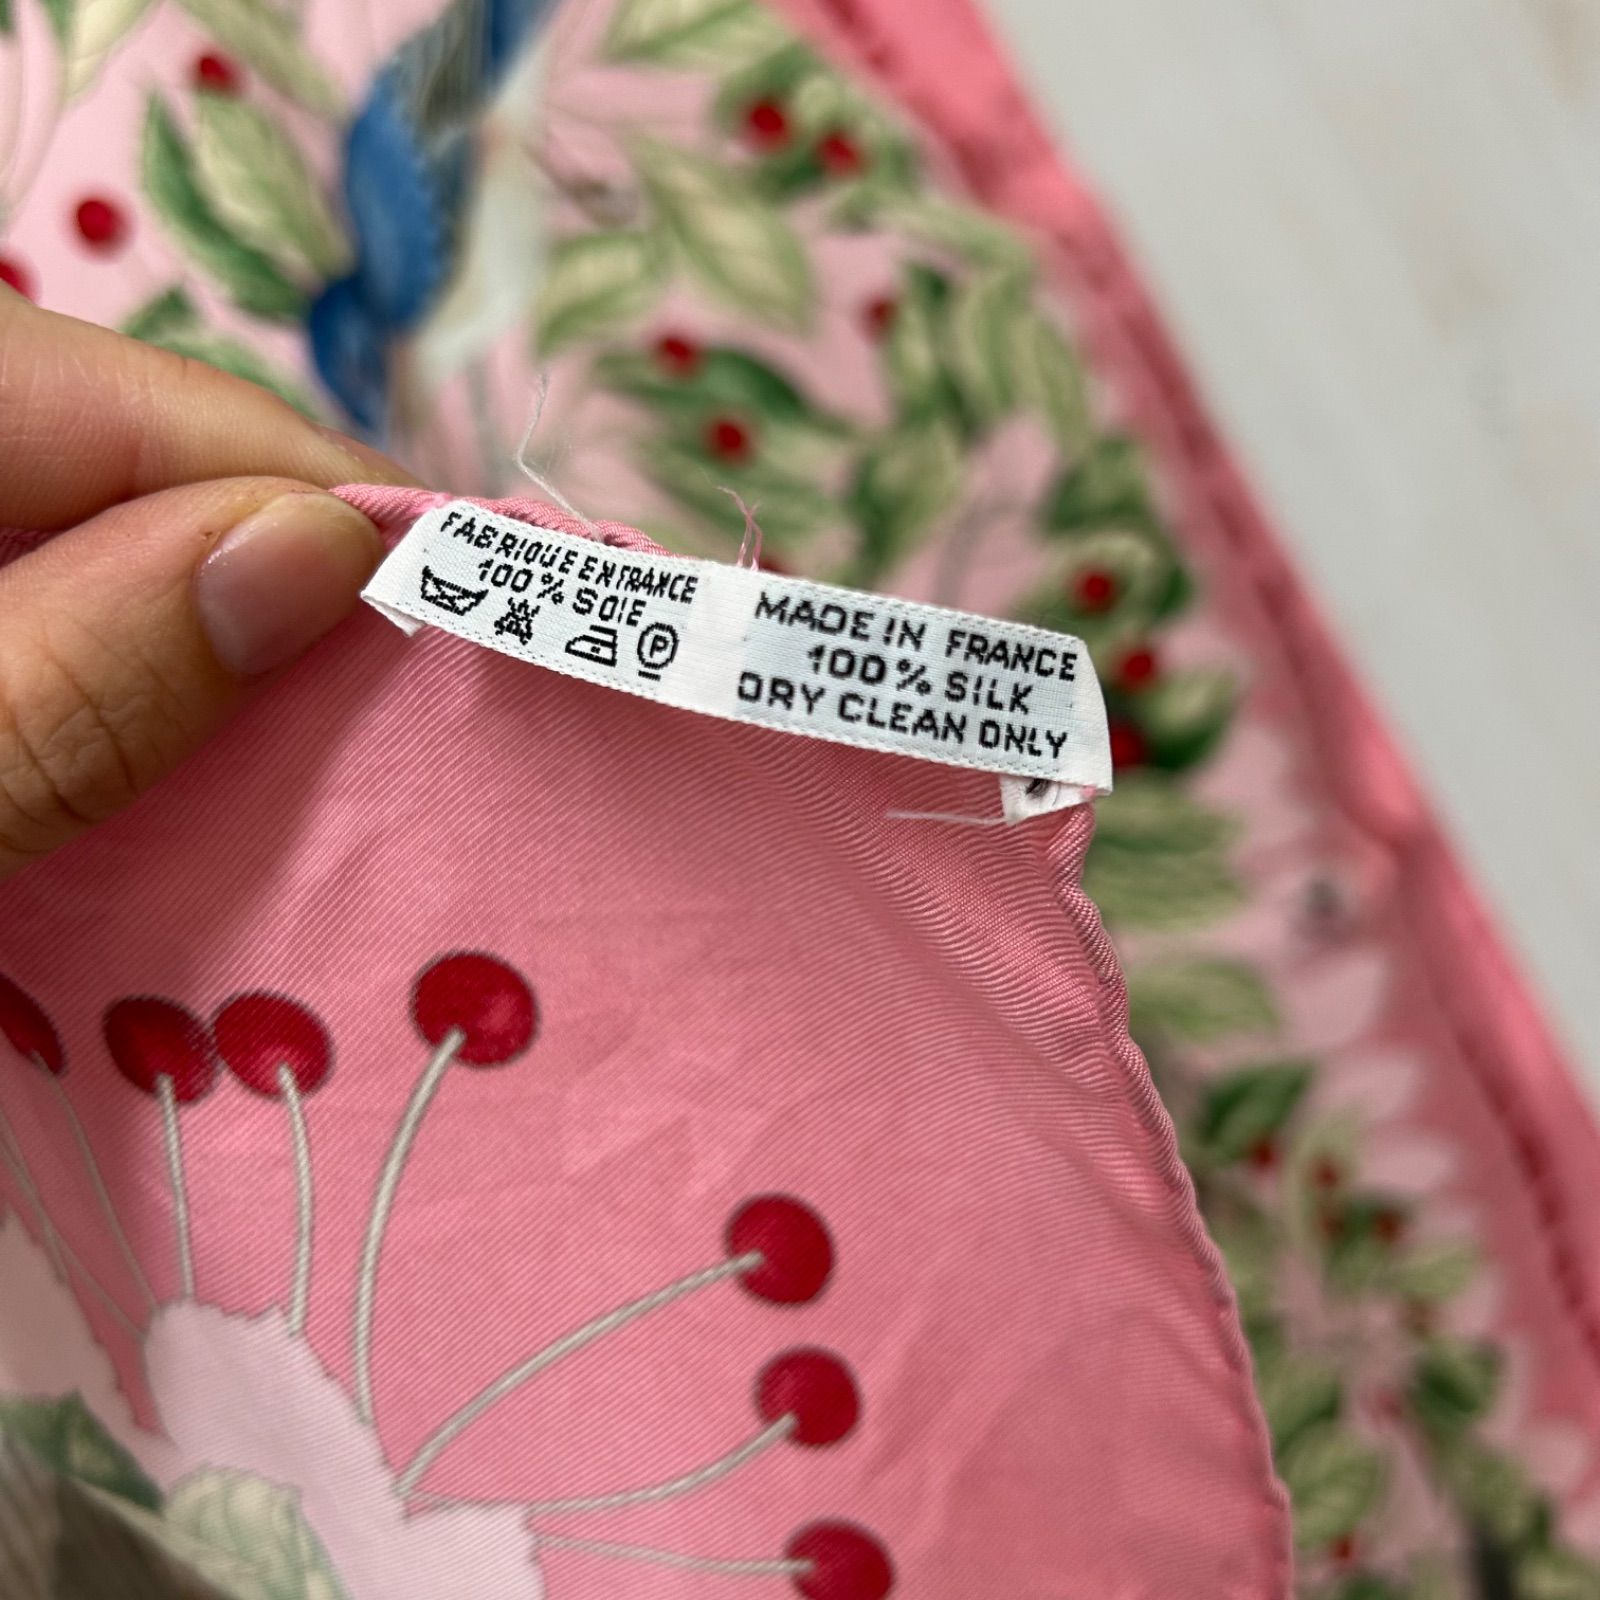 FABRIQUE EN FRANCE
100% SOIE
P
MADE IN FRANCE
100% SILK
DRY CLEAN ONLY